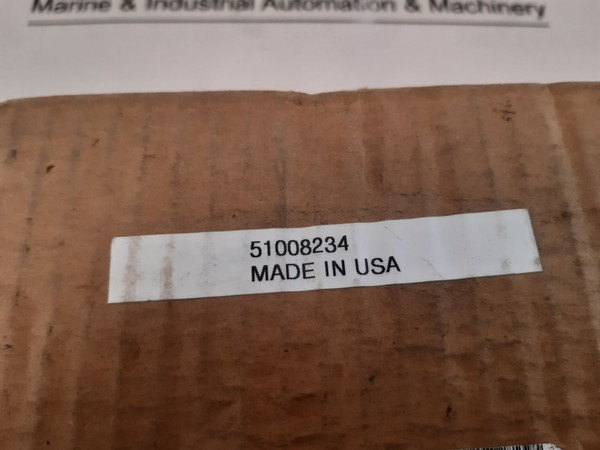 Marine & Industrial Automation & Machinery
51008234
MADE IN USA